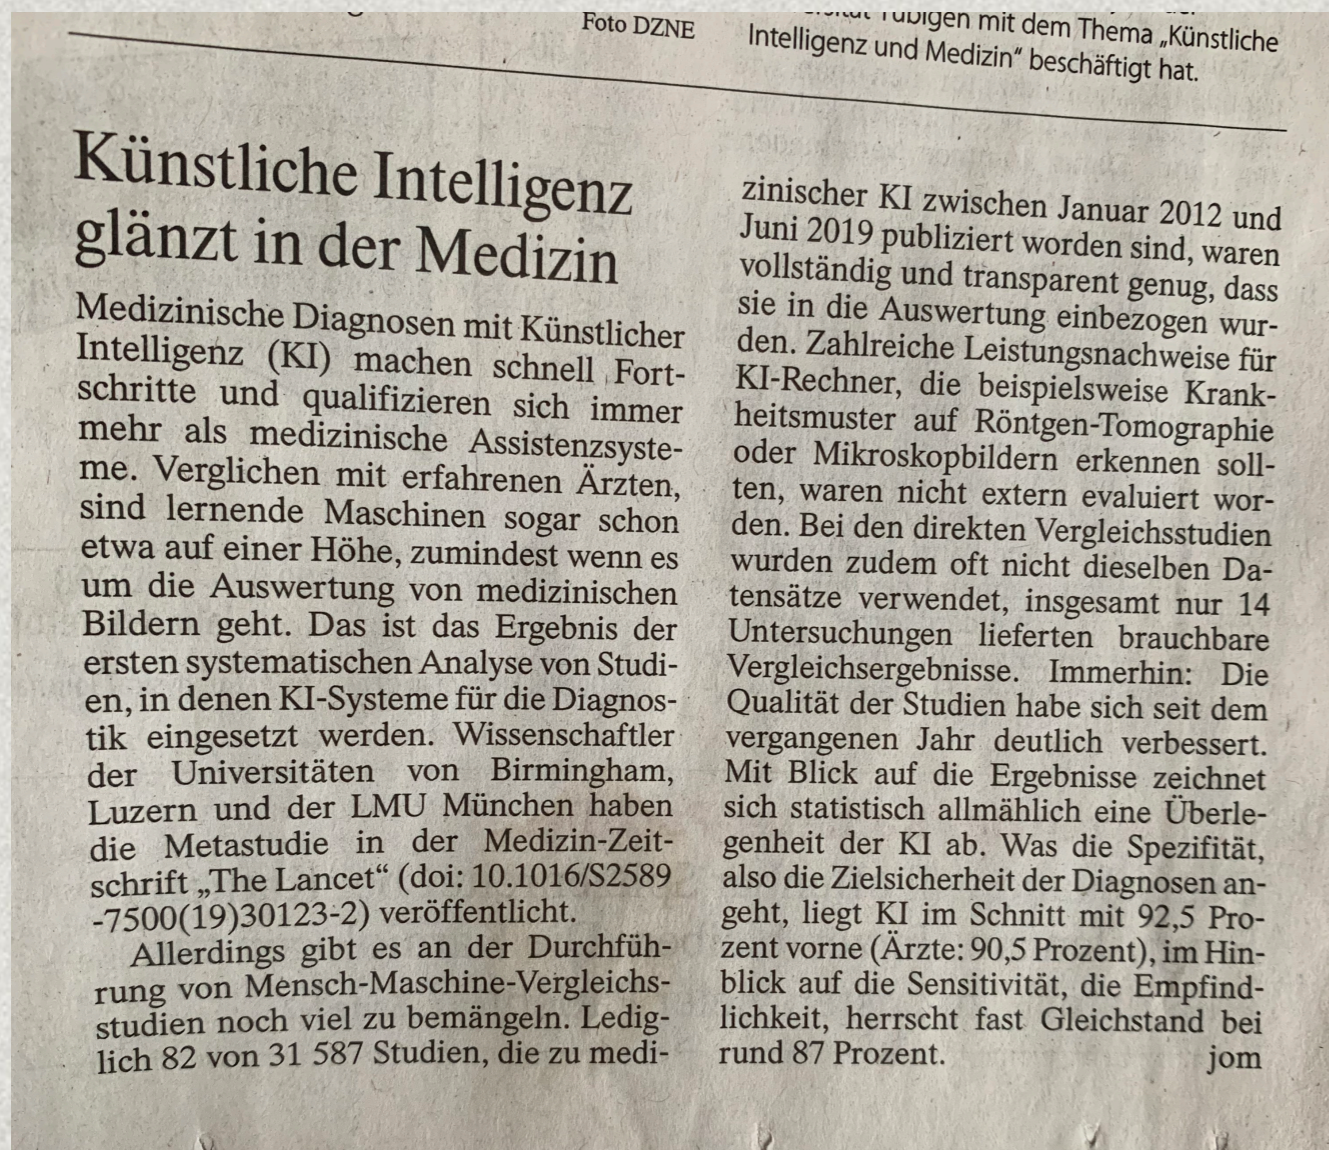 Foto DZNE
Tübigen mit dem Thema „Künstliche
Intelligenz und Medizin“ beschäftigt hat.
Künstliche Intelligenz
glänzt in der Medizin
Medizinische Diagnosen mit Künstlicher
Intelligenz (KI) machen schnell Fort-
schritte und qualifizieren sich immer
mehr als medizinische Assistenzsyste-
me. Verglichen mit erfahrenen Ärzten,
sind lernende Maschinen sogar schon
etwa auf einer Höhe, zumindest wenn es
um die Auswertung von medizinischen
Bildern geht. Das ist das Ergebnis der
ersten systematischen Analyse von Studi-
en, in denen KI-Systeme für die Diagnos-
tik eingesetzt werden. Wissenschaftler
der Universitäten von Birmingham,
Luzern und der LMU München haben
die Metastudie in der Medizin-Zeit-
schrift „The Lancet“ (doi: 10.1016/S2589
-7500(19)30123-2) veröffentlicht.
Allerdings gibt es an der Durchfüh-
rung von Mensch-Maschine-Vergleichs-
studien noch viel zu bemängeln. Ledig-
lich 82 von 31 587 Studien, die zu medi-
zinischer KI zwischen Januar 2012 und
Juni 2019 publiziert worden sind, waren
vollständig und transparent genug, dass
sie in die Auswertung einbezogen wur-
den. Zahlreiche Leistungsnachweise für
KI-Rechner, die beispielsweise Krank-
heitsmuster auf Röntgen-Tomographie
oder Mikroskopbildern erkennen soll-
ten, waren nicht extern evaluiert wor-
den. Bei den direkten Vergleichsstudien
wurden zudem oft nicht dieselben Da-
tensätze verwendet, insgesamt nur 14
Untersuchungen lieferten brauchbare
Vergleichsergebnisse. Immerhin: Die
Qualität der Studien habe sich seit dem
vergangenen Jahr deutlich verbessert.
Mit Blick auf die Ergebnisse zeichnet
sich statistisch allmählich eine Überle-
genheit der KI ab. Was die Spezifität,
also die Zielsicherheit der Diagnosen an-
geht, liegt KI im Schnitt mit 92,5 Pro-
zent vorne (Ärzte: 90,5 Prozent), im Hin-
blick auf die Sensitivität, die Empfind-
lichkeit, herrscht fast Gleichstand bei
rund 87 Prozent. jom